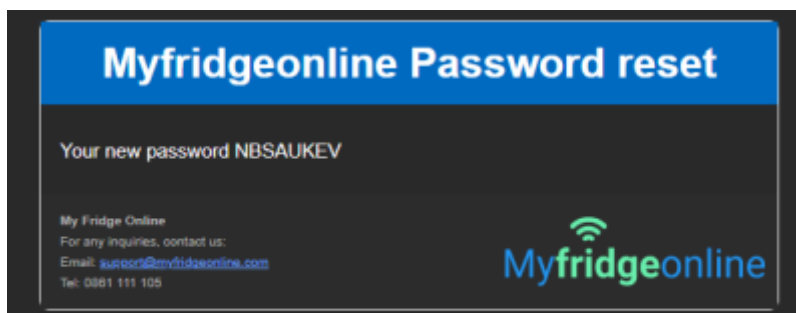 Myfridgeonline Password reset
Your new password NBSAUKEV
My Fridge Online
For any inquiries, contact us:
Email: support@myfridgeonline.com
Tel: 0861 111 105
Myfridgeonline